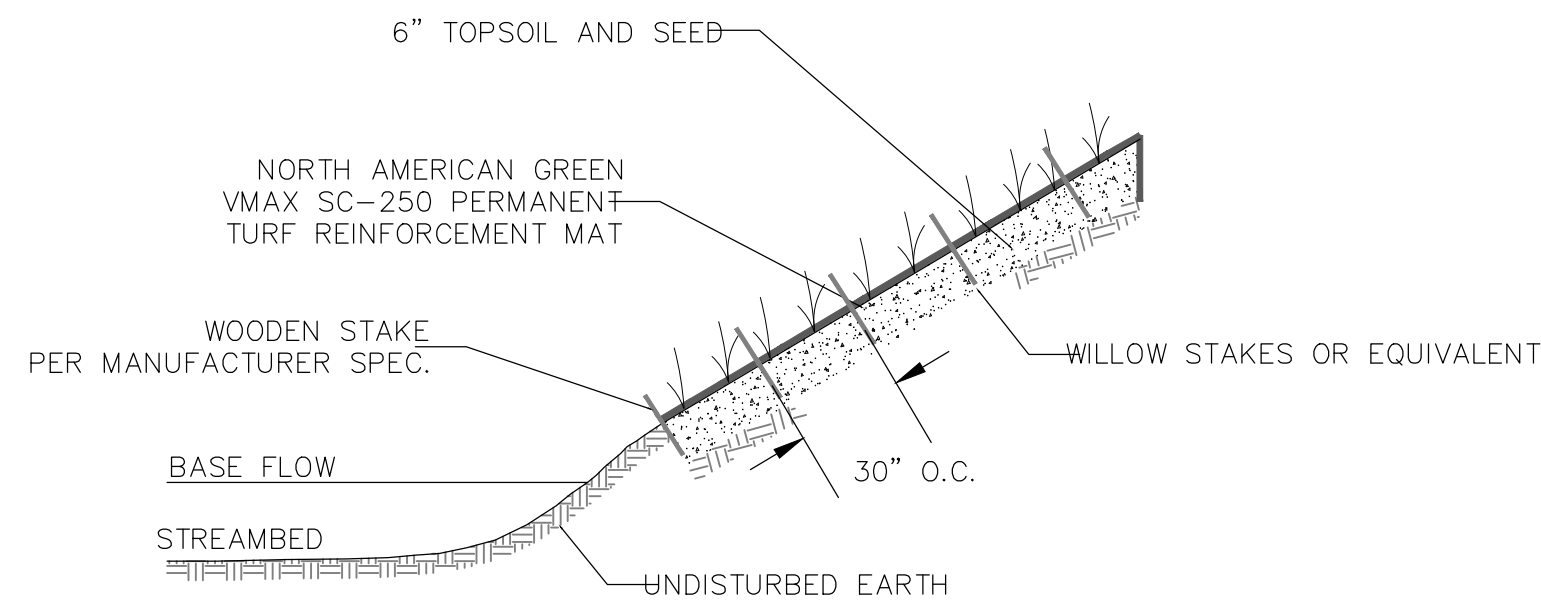 6” TOPSOIL AND SEED
NORTH AMERICAN GREEN
VMAX SC-250 PERMANENT
TURF REINFORCEMENT MAT
WOODEN STAKE
PER MANUFACTURER SPEC.
WILLOW STAKES OR EQUIVALENT
BASE FLOW
30” O.C.
STREAMBED
UNDISTURBED EARTH